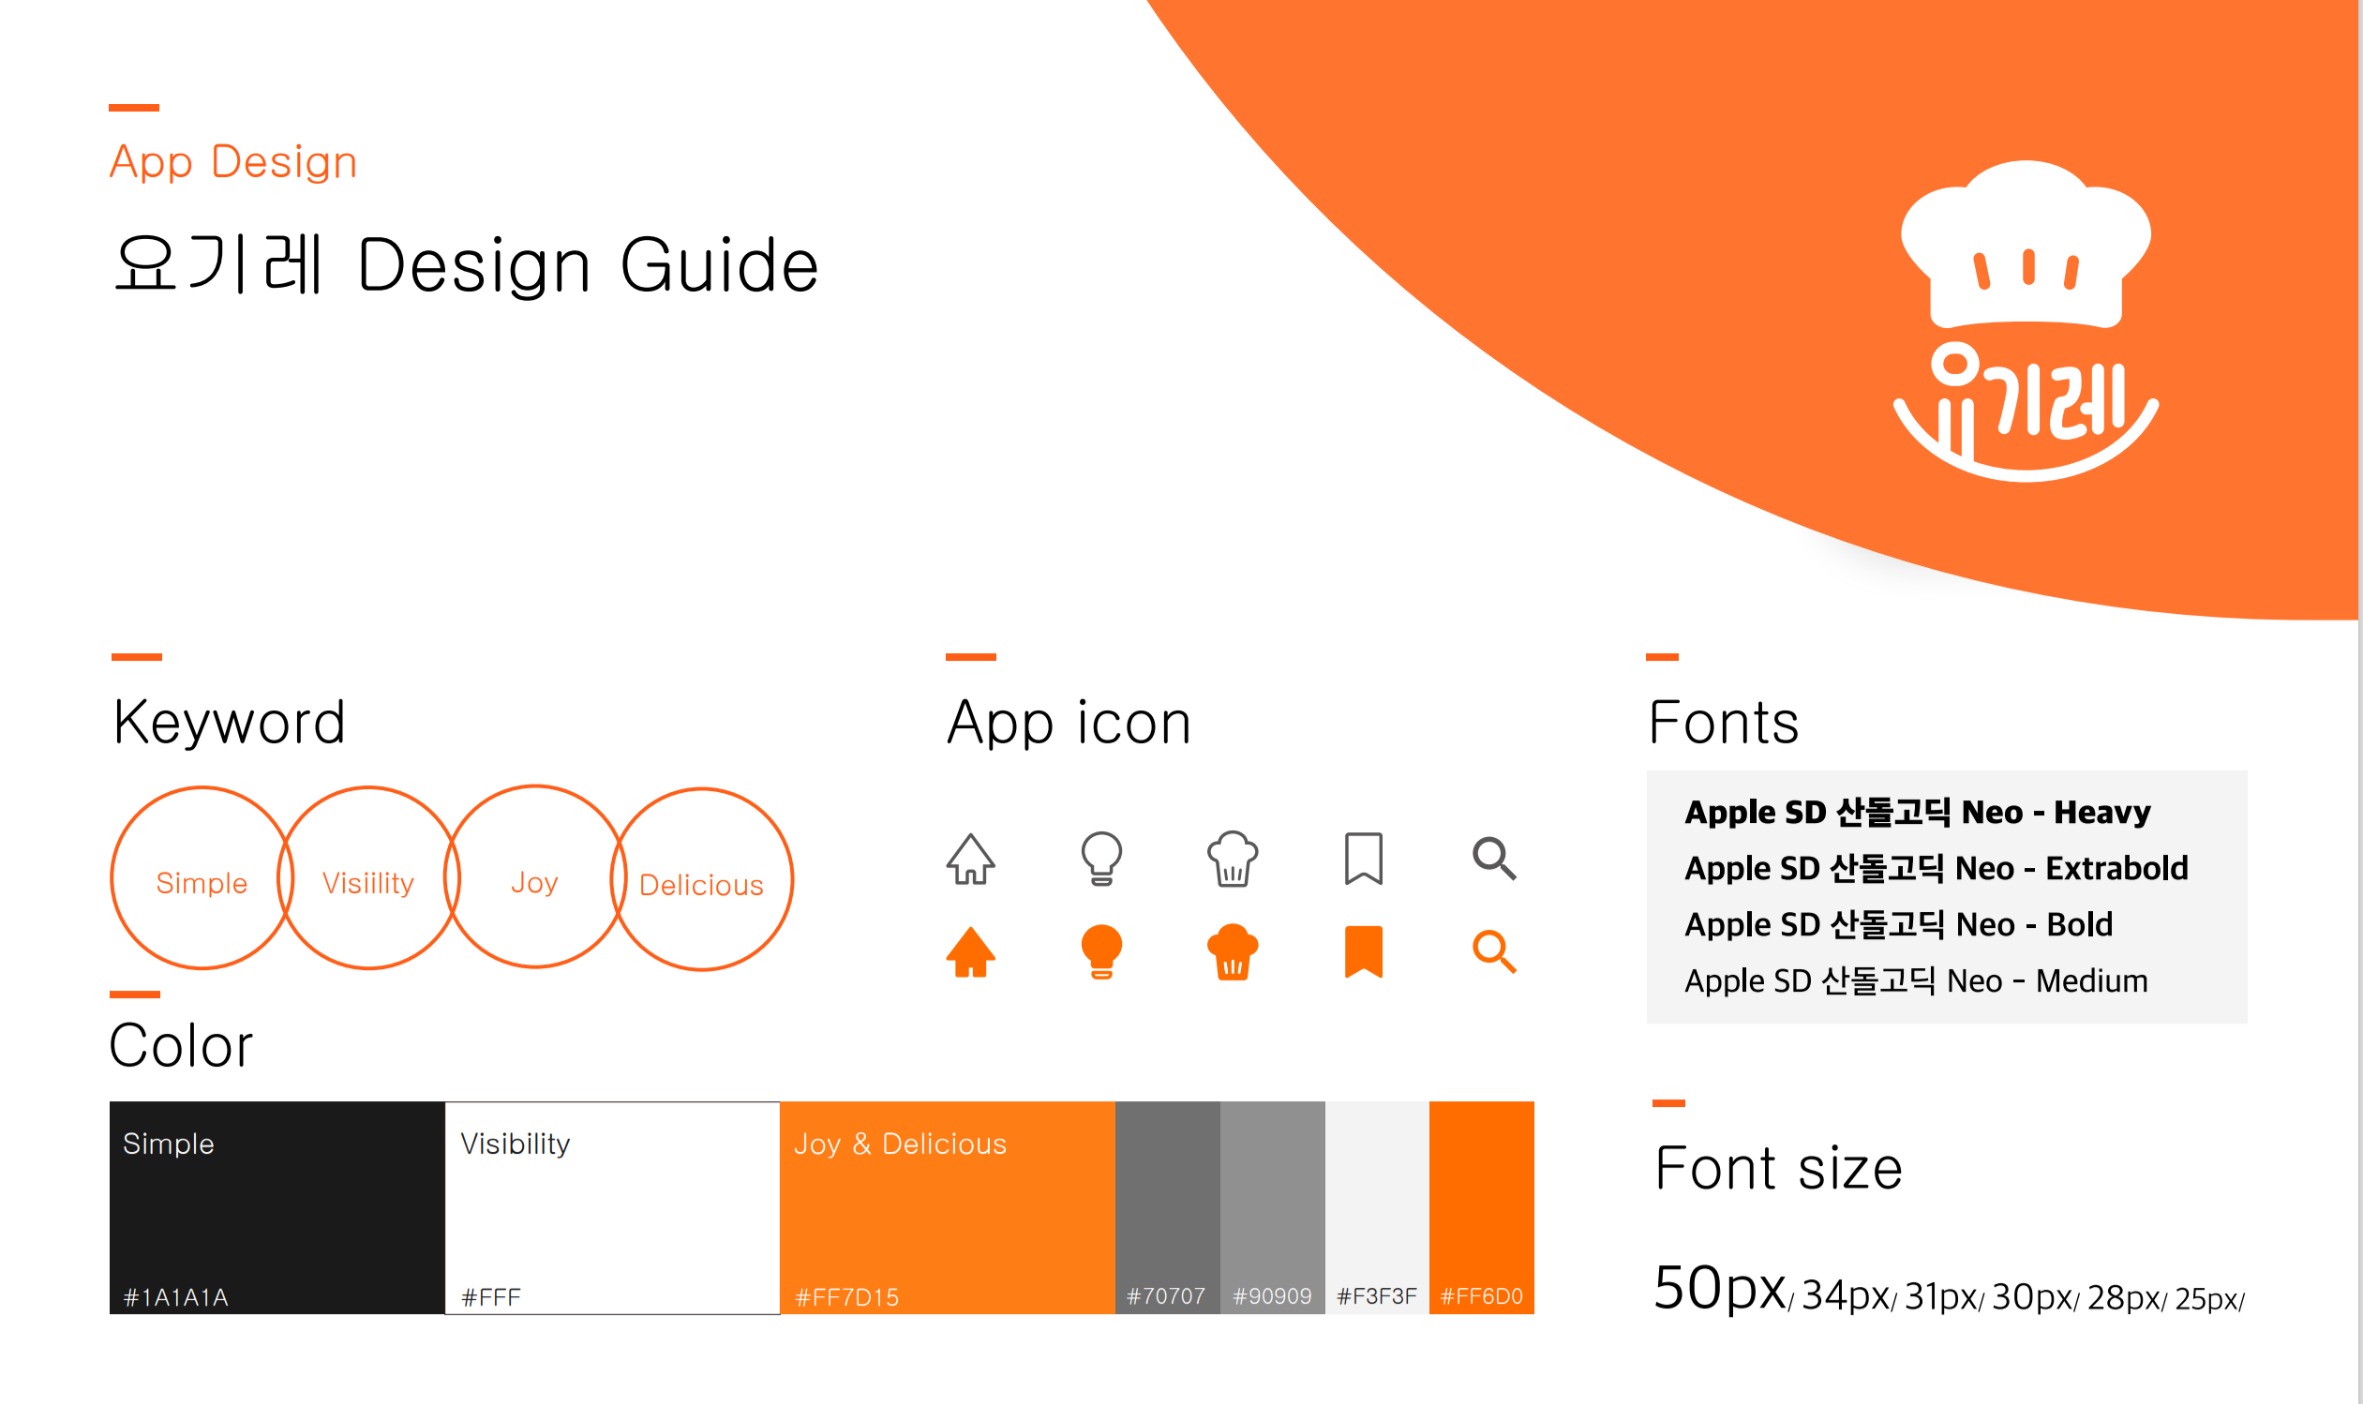 App Design
요기레 Design Guide
요기레
Keyword
Simple
Visiility
Joy
Delicious
App icon
Fonts
Apple SD 산돌고딕 Neo - Heavy
Apple SD 산돌고딕 Neo - Extrabold
Apple SD 산돌고딕 Neo - Bold
Apple SD 산돌고딕 Neo - Medium
Color
Simple
#1A1A1A
Visibility
#FFF
Joy & Delicious
#FF7D15
#70707
#90909
#F3F3F
#FF6D0
Font size
50px/ 34px/ 31px/ 30px/ 28px/ 25px/